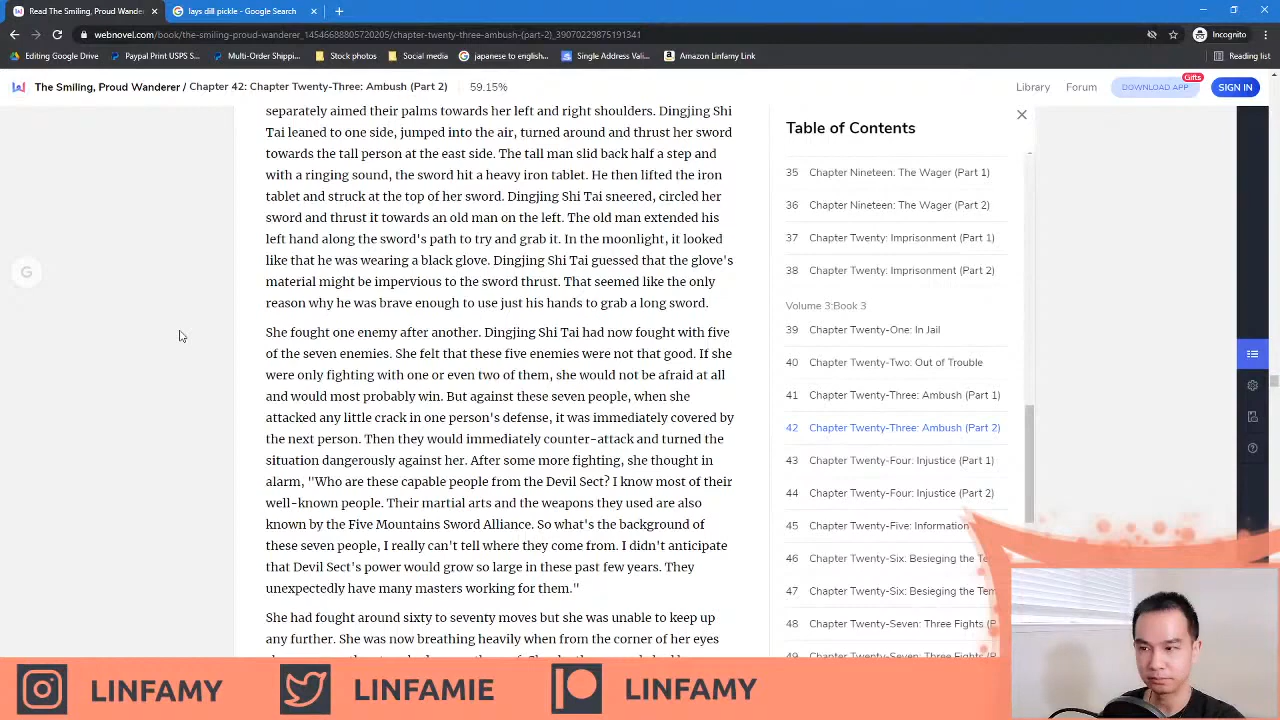 Read The Smiling, Proud Wander
lays dill pickle - Google Search
webnovel.com/book/the-smiling-proud-wanderer_14546688805720205/chapter-twenty-three-ambush-(part-2)_39070229875191341
Incognito
Editing Google Drive
Paypal Print USPS S...
Multi-Order Shippi...
Stock photos
Social media
japanese to english...
Single Address Vali...
Amazon Linfamy Link
Reading list
The Smiling, Proud Wanderer / Chapter 42: Chapter Twenty-Three: Ambush (Part 2)
59.15%
Library
Forum
DOWNLOAD APP
Gifts
SIGN IN
separately aimed their palms towards her left and right shoulders. Dingjing Shi
Tai leaned to one side, jumped into the air, turned around and thrust her sword
towards the tall person at the east side. The tall man slid back half a step and
with a ringing sound, the sword hit a heavy iron tablet. He then lifted the iron
tablet and struck at the top of her sword. Dingjing Shi Tai sneered, circled her
sword and thrust it towards an old man on the left. The old man extended his
left hand along the sword's path to try and grab it. In the moonlight, it looked
like that he was wearing a black glove. Dingjing Shi Tai guessed that the glove's
material might be impervious to the sword thrust. That seemed like the only
reason why he was brave enough to use just his hands to grab a long sword.
She fought one enemy after another. Dingjing Shi Tai had now fought with five
of the seven enemies. She felt that these five enemies were not that good. If she
were only fighting with one or even two of them, she would not be afraid at all
and would most probably win. But against these seven people, when she
attacked any little crack in one person's defense, it was immediately covered by
the next person. Then they would immediately counter-attack and turned the
situation dangerously against her. After some more fighting, she thought in
alarm, "Who are these capable people from the Devil Sect? I know most of their
well-known people. Their martial arts and the weapons they used are also
known by the Five Mountains Sword Alliance. So what's the background of
these seven people, I really can't tell where they come from. I didn't anticipate
that Devil Sect's power would grow so large in these past few years. They
unexpectedly have many masters working for them."
She had fought around sixty to seventy moves but she was unable to keep up
any further. She was now breathing heavily when from the corner of her eyes
Table of Contents
35 Chapter Nineteen: The Wager (Part 1)
36 Chapter Nineteen: The Wager (Part 2)
37 Chapter Twenty: Imprisonment (Part 1)
38 Chapter Twenty: Imprisonment (Part 2)
Volume 3:Book 3
39 Chapter Twenty-One: In Jail
40 Chapter Twenty-Two: Out of Trouble
41 Chapter Twenty-Three: Ambush (Part 1)
42 Chapter Twenty-Three: Ambush (Part 2)
43 Chapter Twenty-Four: Injustice (Part 1)
44 Chapter Twenty-Four: Injustice (Part 2)
45 Chapter Twenty-Five: Information
46 Chapter Twenty-Six: Besieging the Te
47 Chapter Twenty-Six: Besieging the Tem
48 Chapter Twenty-Seven: Three Fights (P
49 Chapter Twenty-Seven: Three Fights (P
LINFAMY
LINFAMIE
LINFAMY